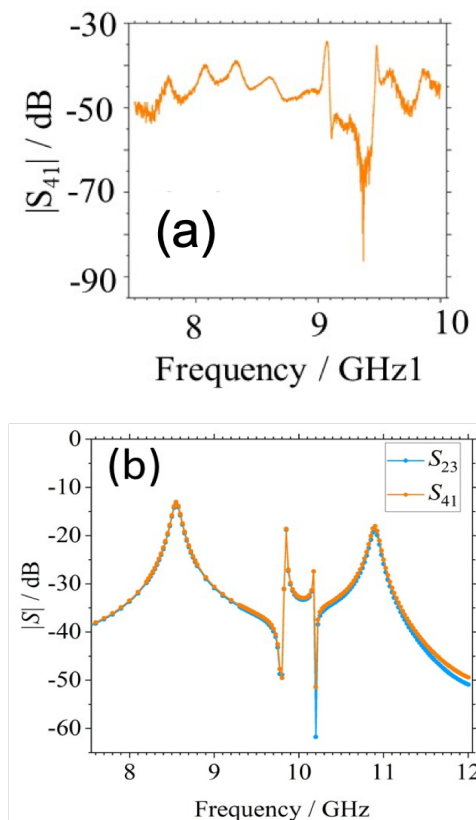 -30
-50
-70
-90
|S41| / dB
(a)
8 9 10
Frequency / GHz1
0
-10
-20
-30
-40
-50
-60
|S| / dB
(b)
S23
S41
8 9 10 11 12
Frequency / GHz